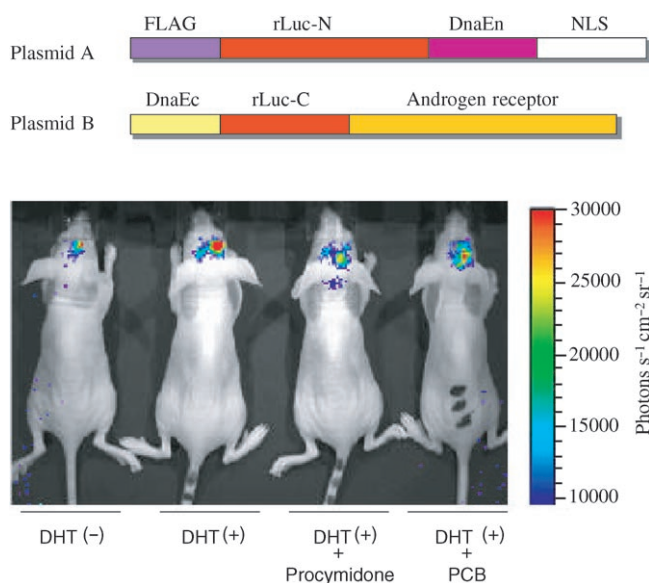 FLAG rLuc-N DnaEn NLS
Plasmid A
DnaEc rLuc-C Androgen receptor
Plasmid B
30000
25000
20000
15000
10000
Photons s⁻¹ cm⁻² sr⁻¹
DHT (-) DHT (+) DHT (+) DHT (+)
+ +
Procymidone PCB